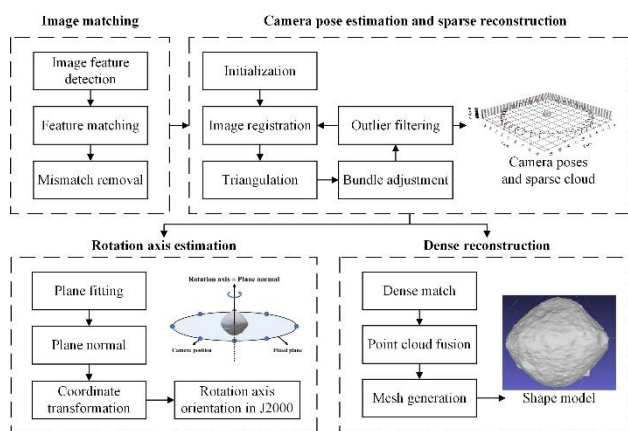 Image matching
Image feature
detection
Feature matching
Mismatch removal
Camera pose estimation and sparse reconstruction
Initialization
Image registration
Outlier filtering
Triangulation
Bundle adjustment
Camera poses
and sparse cloud
Rotation axis estimation
Plane fitting
Plane normal
Coordinate
transformation
Rotation axis
orientation in J2000
Rotation axis = Plane normal
Camera position
Fitted plane
Dense reconstruction
Dense match
Point cloud fusion
Mesh generation
Shape model